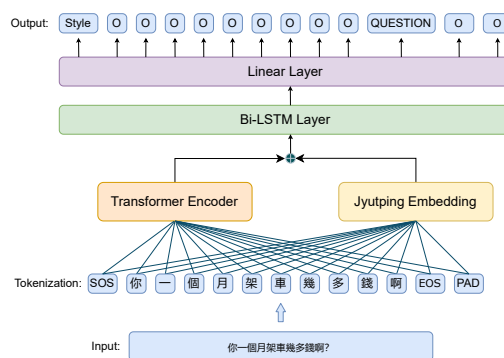 Output: Style O O O O O O O O O QUESTION O O
Linear Layer
Bi-LSTM Layer
Transformer Encoder Jyutping Embedding
Tokenization: SOS 你 一 個 月 架 車 幾 多 錢 啊 EOS PAD
Input: 你一個月架車幾多錢啊?